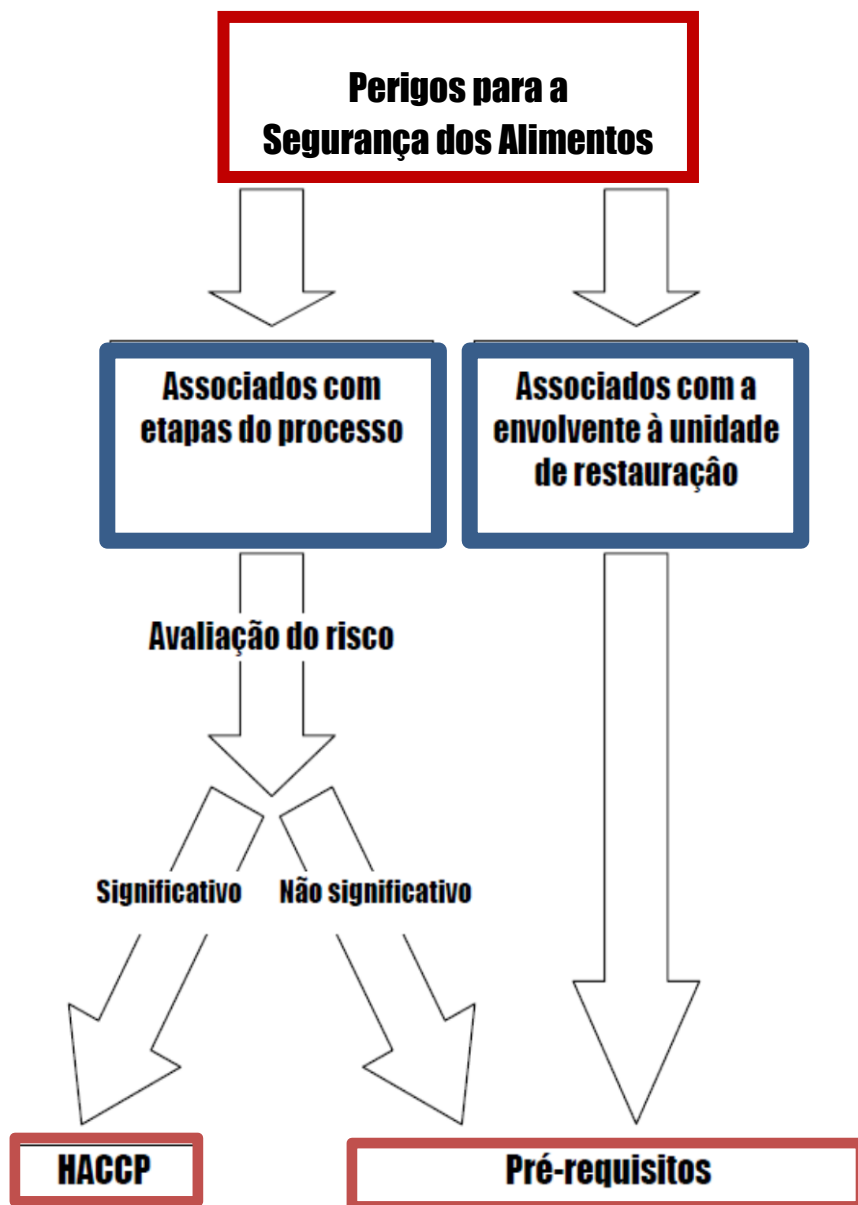 Perigos para a
Segurança dos Alimentos
Associados com
etapas do processo
Associados com a
envolvente à unidade
de restauraçâo
Avaliação do risco
Significativo
Não significativo
HACCP
Pré-requisitos